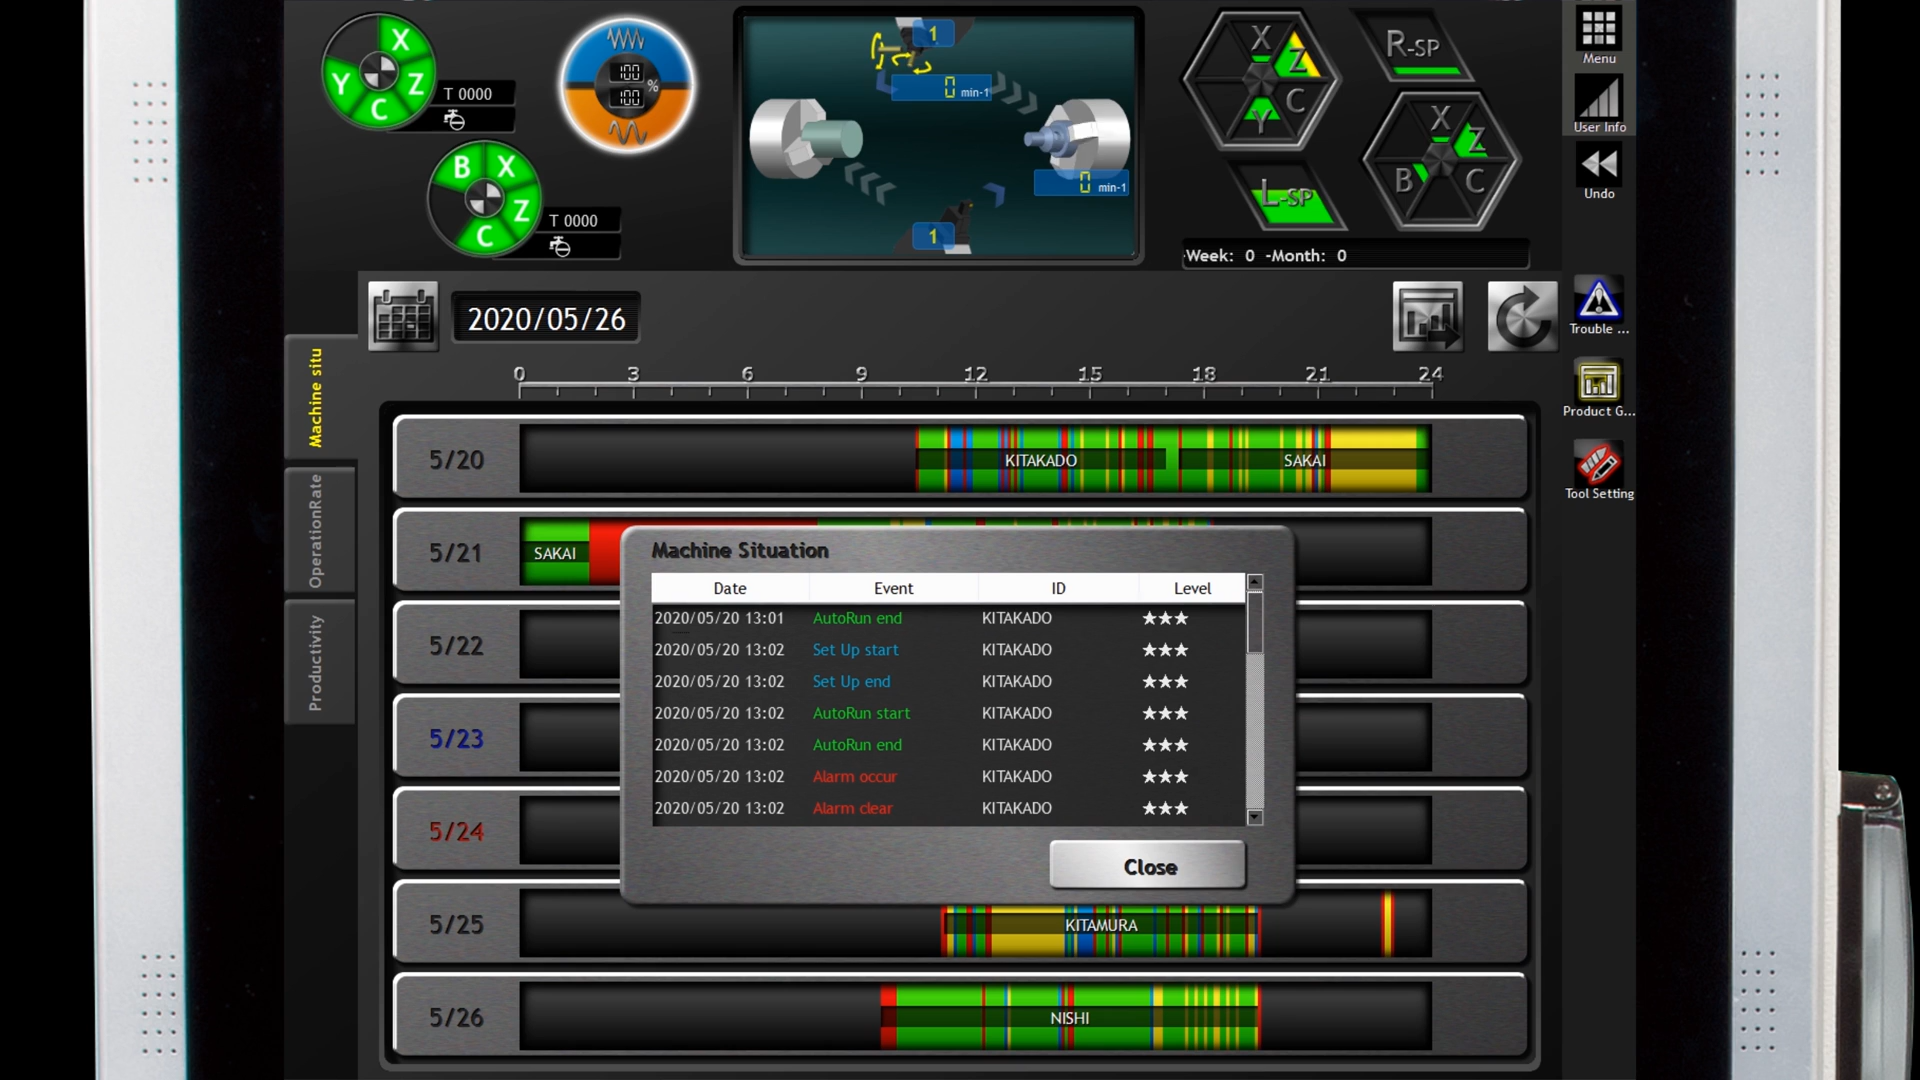 X
Y
Z
C
T 0000
B
X
Z
C
T 0000
100
100
%
1
0 min-1
0 min-1
1
X
Z
C
Y
R-SP
L-SP
X
Z
B
C
-Week: 0 -Month: 0
Menu
User Info
Undo
Trouble ...
Product G...
Tool Setting
2020/05/26
Machine situ
OperationRate
Productivity
0 3 6 9 12 15 18 21 24
5/20 KITAKADO SAKAI
5/21 SAKAI
5/22
5/23
5/24
5/25 KITAMURA
5/26 NISHI
Machine Situation
Date Event ID Level
2020/05/20 13:01 AutoRun end KITAKADO ★★★
2020/05/20 13:02 Set Up start KITAKADO ★★★
2020/05/20 13:02 Set Up end KITAKADO ★★★
2020/05/20 13:02 AutoRun start KITAKADO ★★★
2020/05/20 13:02 AutoRun end KITAKADO ★★★
2020/05/20 13:02 Alarm occur KITAKADO ★★★
2020/05/20 13:02 Alarm clear KITAKADO ★★★
Close